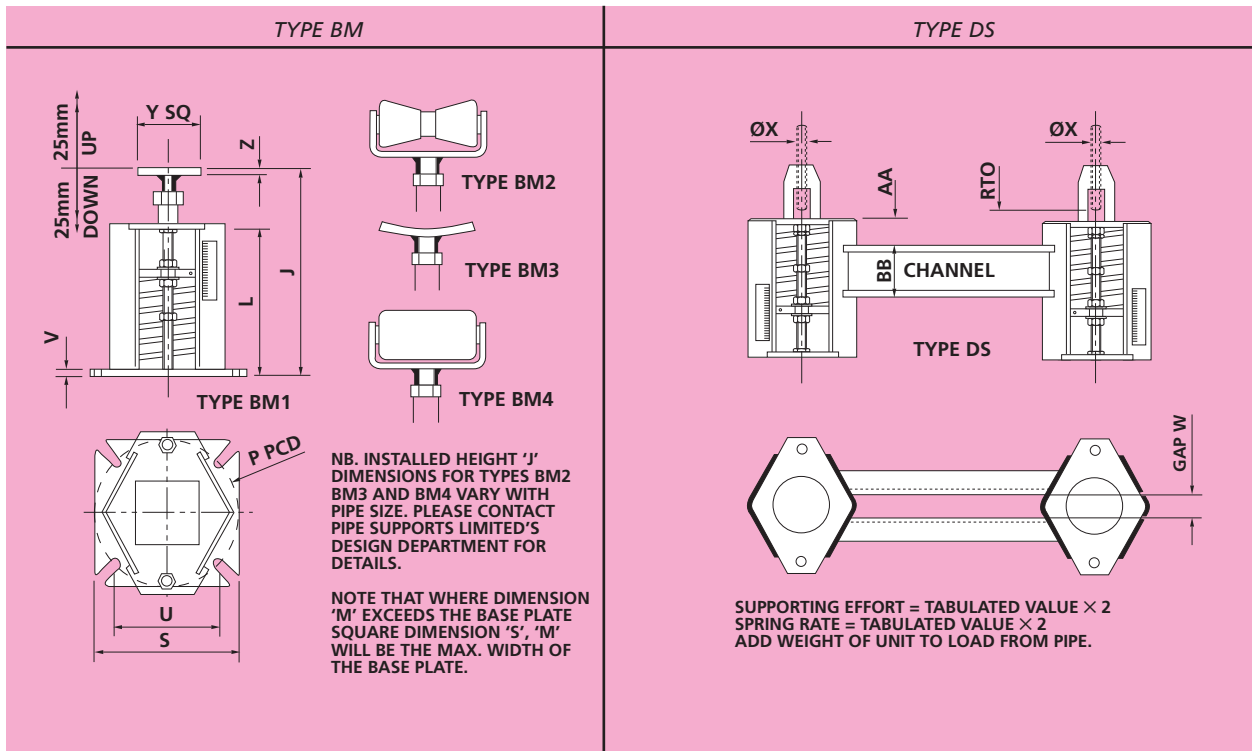 TYPE BM
TYPE DS
25mm
UP
25mm
DOWN
Y SQ
Z
J
L
V
TYPE BM1
TYPE BM2
TYPE BM3
TYPE BM4
P PCD
U
S
NB. INSTALLED HEIGHT ‘J’
DIMENSIONS FOR TYPES BM2
BM3 AND BM4 VARY WITH
PIPE SIZE. PLEASE CONTACT
PIPE SUPPORTS LIMITED’S
DESIGN DEPARTMENT FOR
DETAILS.
NOTE THAT WHERE DIMENSION
‘M’ EXCEEDS THE BASE PLATE
SQUARE DIMENSION ‘S’, ‘M’
WILL BE THE MAX. WIDTH OF
THE BASE PLATE.
ØX
ØX
AA
RTO
BB
CHANNEL
TYPE DS
GAP W
SUPPORTING EFFORT = TABULATED VALUE × 2
SPRING RATE = TABULATED VALUE × 2
ADD WEIGHT OF UNIT TO LOAD FROM PIPE.